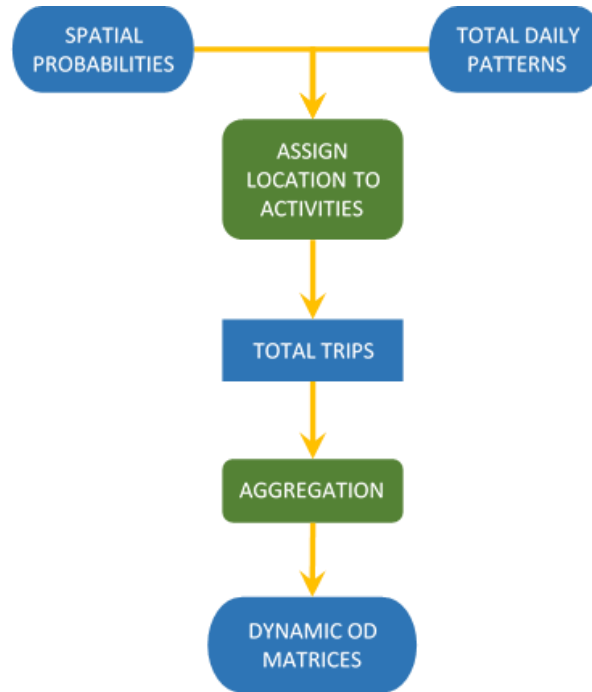 SPATIAL
PROBABILITIES
TOTAL DAILY
PATTERNS
ASSIGN
LOCATION TO
ACTIVITIES
TOTAL TRIPS
AGGREGATION
DYNAMIC OD
MATRICES